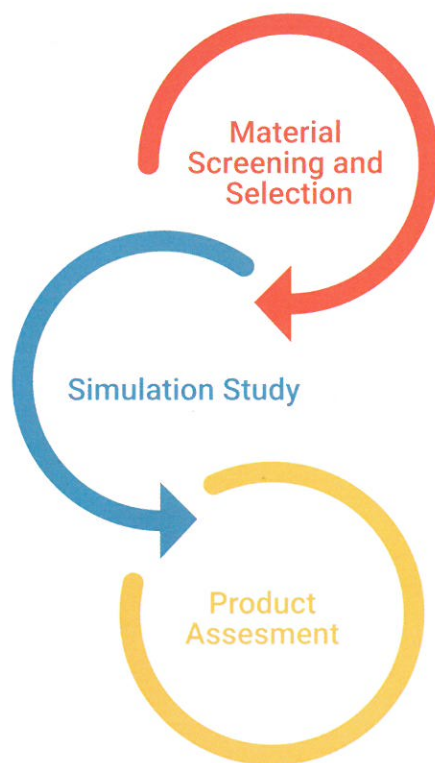 Material
Screening and
Selection
Simulation Study
Product
Assesment